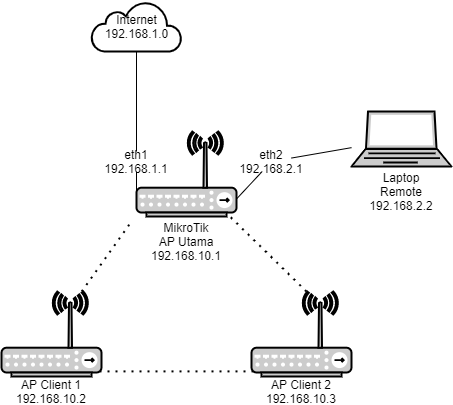 Internet
192.168.1.0
eth1
192.168.1.1
eth2
192.168.2.1
Laptop
Remote
192.168.2.2
MikroTik
AP Utama
192.168.10.1
AP Client 1
192.168.10.2
AP Client 2
192.168.10.3